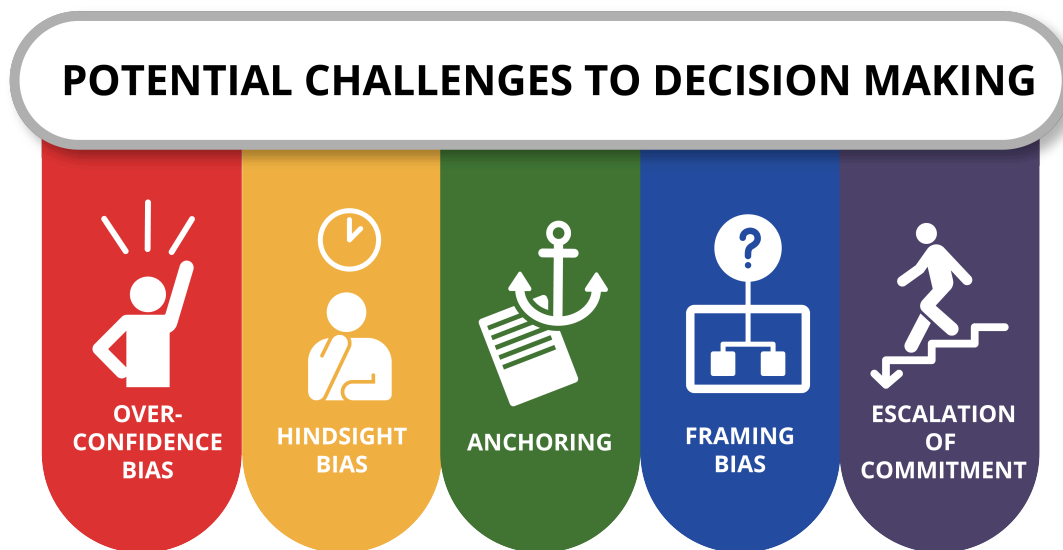 POTENTIAL CHALLENGES TO DECISION MAKING
OVER-
CONFIDENCE
BIAS
HINDSIGHT
BIAS
ANCHORING
?
FRAMING
BIAS
ESCALATION
OF
COMMITMENT